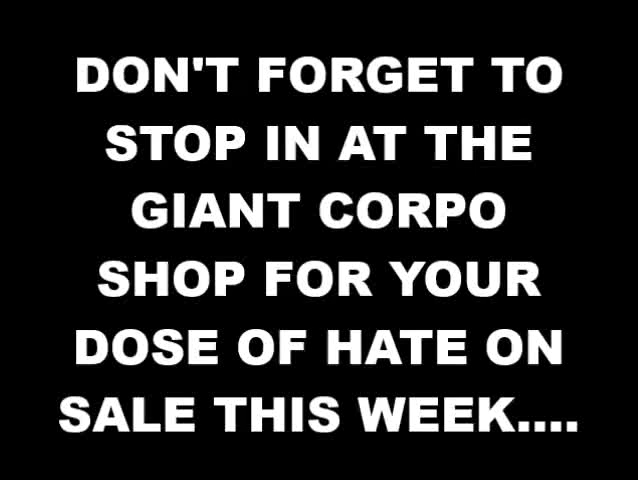 DON'T FORGET TO
STOP IN AT THE
GIANT CORPO
SHOP FOR YOUR
DOSE OF HATE ON
SALE THIS WEEK....